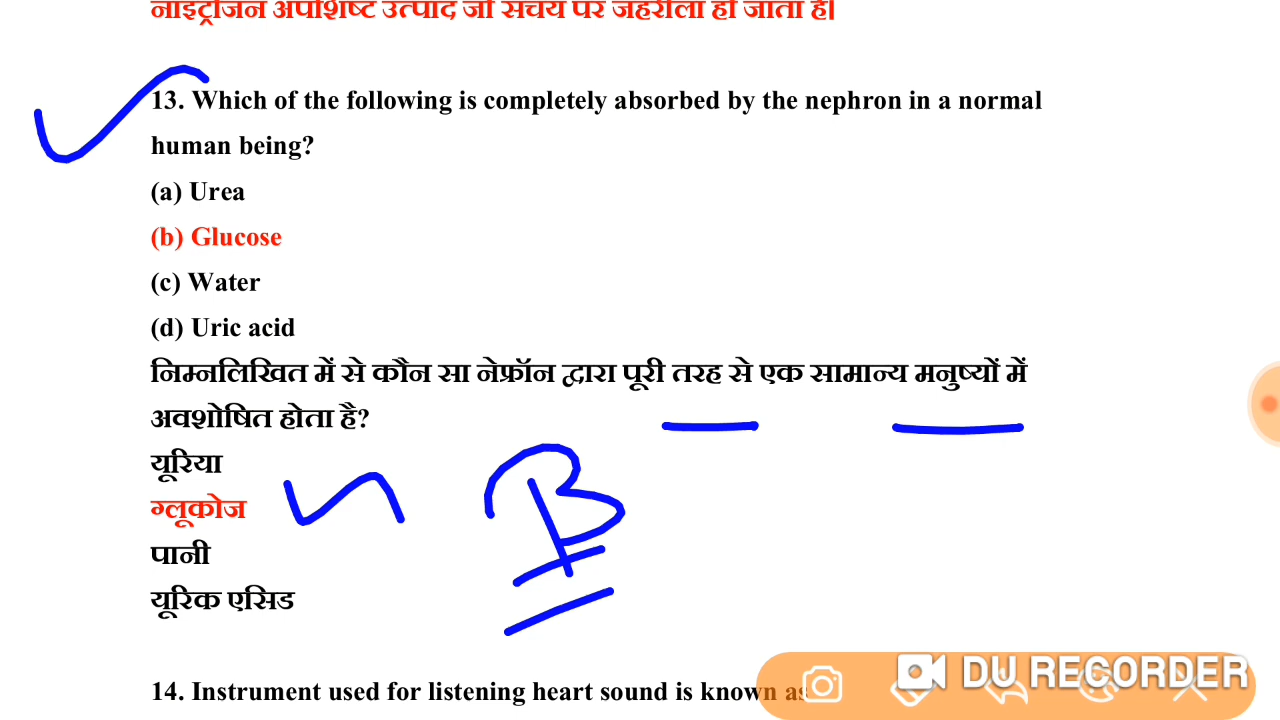 नाइट्रोजन अपशिष्ट उत्पाद जो संचय पर जहरीला हो जाता है।
13. Which of the following is completely absorbed by the nephron in a normal
human being?
(a) Urea
(b) Glucose
(c) Water
(d) Uric acid
निम्नलिखित में से कौन सा नेफ्रॉन द्वारा पूरी तरह से एक सामान्य मनुष्यों में
अवशोषित होता है?
यूरिया
ग्लूकोज
पानी
यूरिक एसिड
B
14. Instrument used for listening heart sound is known as
DU RECORDER